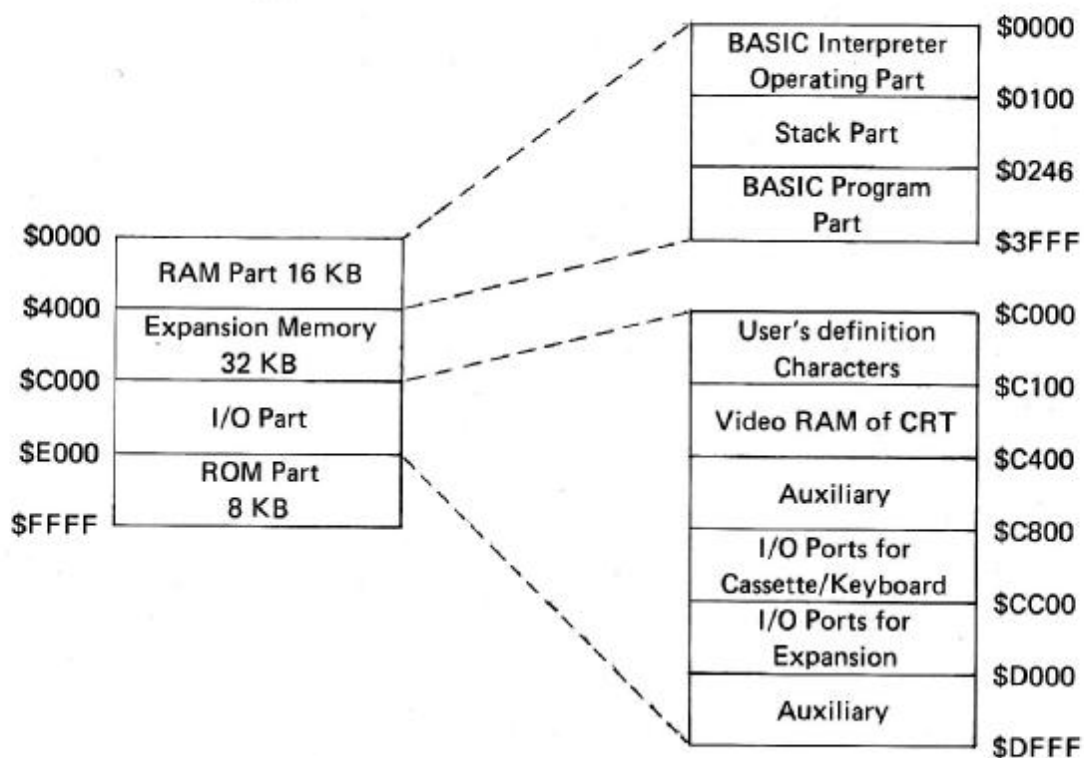 $0000
RAM Part 16 KB
$4000
Expansion Memory
32 KB
$C000
I/O Part
$E000
ROM Part
8 KB
$FFFF
$0000
BASIC Interpreter
Operating Part
$0100
Stack Part
$0246
BASIC Program
Part
$3FFF
$C000
User's definition
Characters
$C100
Video RAM of CRT
$C400
Auxiliary
$C800
I/O Ports for
Cassette/Keyboard
$CC00
I/O Ports for
Expansion
$D000
Auxiliary
$DFFF